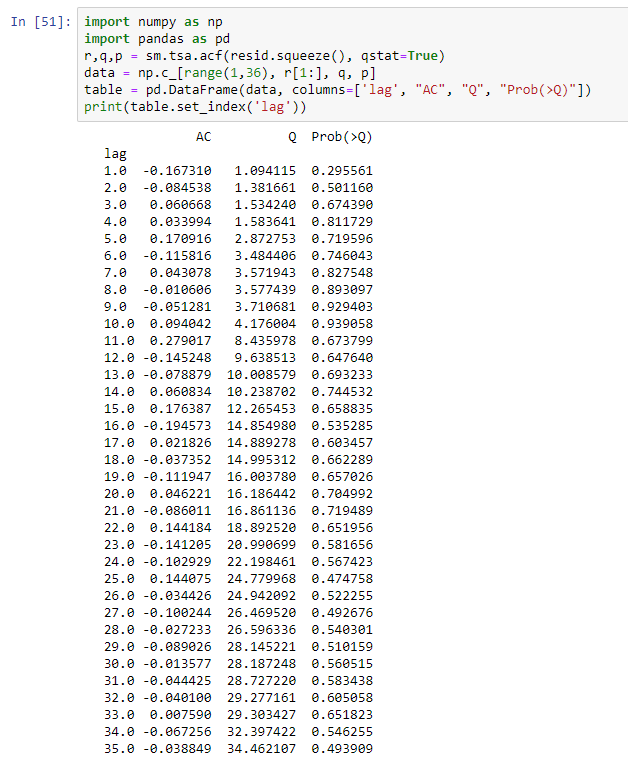 In [51]: import numpy as np
import pandas as pd
r,q,p = sm.tsa.acf(resid.squeeze(), qstat=True)
data = np.c_[range(1,36), r[1:], q, p]
table = pd.DataFrame(data, columns=['lag', "AC", "Q", "Prob(>Q)"])
print(table.set_index('lag'))
AC Q Prob(>Q)
lag
1.0 -0.167310 1.094115 0.295561
2.0 -0.084538 1.381661 0.501160
3.0 0.060668 1.534240 0.674390
4.0 0.033994 1.583641 0.811729
5.0 0.170916 2.872753 0.719596
6.0 -0.115816 3.484406 0.746043
7.0 0.043078 3.571943 0.827548
8.0 -0.010606 3.577439 0.893097
9.0 -0.051281 3.710681 0.929403
10.0 0.094042 4.176004 0.939058
11.0 0.279017 8.435978 0.673799
12.0 -0.145248 9.638513 0.647640
13.0 -0.078879 10.008579 0.693233
14.0 0.060834 10.238702 0.744532
15.0 0.176387 12.265453 0.658835
16.0 -0.194573 14.854980 0.535285
17.0 0.021826 14.889278 0.603457
18.0 -0.037352 14.995312 0.662289
19.0 -0.111947 16.003780 0.657026
20.0 0.046221 16.186442 0.704992
21.0 -0.086011 16.861136 0.719489
22.0 0.144184 18.892520 0.651956
23.0 -0.141205 20.990699 0.581656
24.0 -0.102929 22.198461 0.567423
25.0 0.144075 24.779968 0.474758
26.0 -0.034426 24.942092 0.522255
27.0 -0.100244 26.469520 0.492676
28.0 -0.027233 26.596336 0.540301
29.0 -0.089026 28.145221 0.510159
30.0 -0.013577 28.187248 0.560515
31.0 -0.044425 28.727220 0.583438
32.0 -0.040100 29.277161 0.605058
33.0 0.007590 29.303427 0.651823
34.0 -0.067256 32.397422 0.546255
35.0 -0.038849 34.462107 0.493909